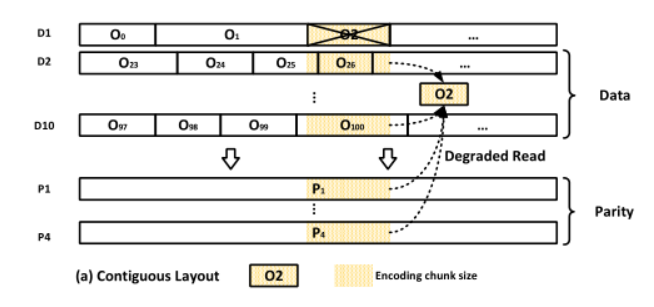 D1 O0 O1 O2 ...
D2 O23 O24 O25 O26 ...
⋮ O2 Data
D10 O97 O98 O99 O100 ...
Degraded Read
P1 P1
⋮ Parity
P4 P4
(a) Contiguous Layout O2 Encoding chunk size